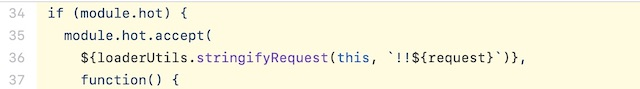 34 if (module.hot) {
35 module.hot.accept(
36 ${loaderUtils.stringifyRequest(this, `!!${request}`)},
37 function() {